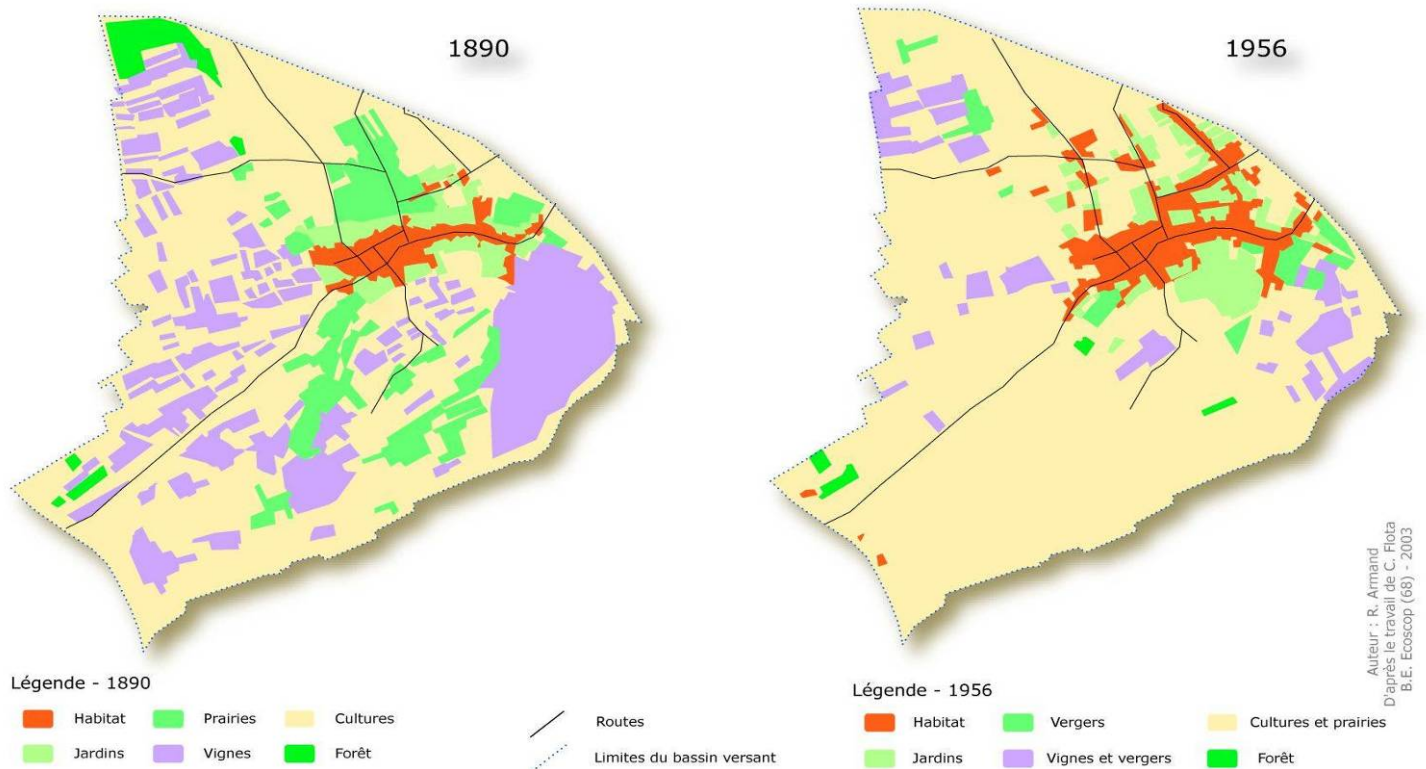 1890
1956
Légende - 1890
Habitat
Prairies
Cultures
Jardins
Vignes
Forêt
Routes
Limites du bassin versant
Légende - 1956
Habitat
Vergers
Cultures et prairies
Jardins
Vignes et vergers
Forêt
Auteur : R. Armand
D'après le travail de C. Flota
B.E. Ecoscop (68) - 2003